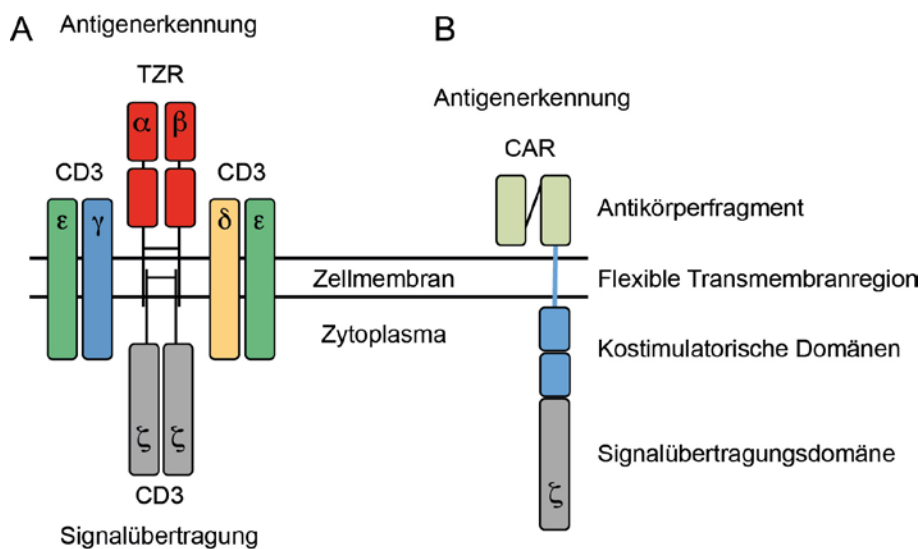 A
Antigenerkennung
TZR
α β
CD3
CD3
ε γ
δ ε
ζ ζ
CD3
Signalübertragung
Zellmembran
Zytoplasma
B
Antigenerkennung
CAR
Antikörperfragment
Flexible Transmembranregion
Kostimulatorische Domänen
Signalübertragungsdomäne
ζ